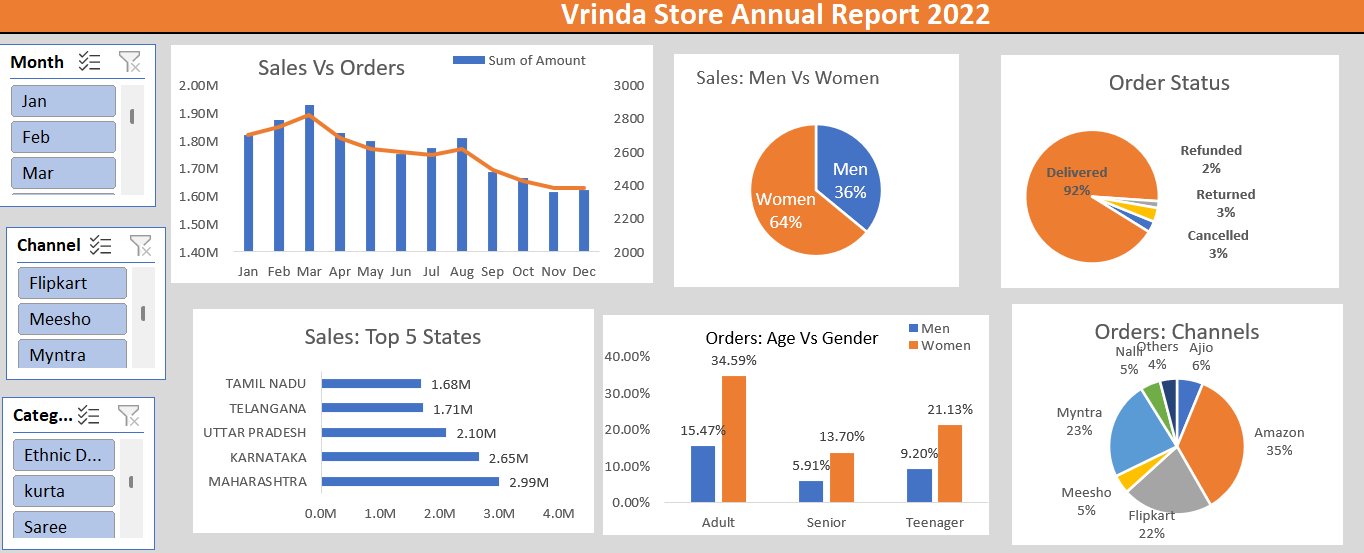 Vrinda Store Annual Report 2022
Month
Jan
Feb
Mar
Channel
Flipkart
Meesho
Myntra
Categ...
Ethnic D...
kurta
Saree
Sales Vs Orders
Sum of Amount
2.00M
1.90M
1.80M
1.70M
1.60M
1.50M
1.40M
3000
2800
2600
2400
2200
2000
Jan Feb Mar Apr May Jun Jul Aug Sep Oct Nov Dec
Sales: Men Vs Women
Men
36%
Women
64%
Order Status
Delivered
92%
Refunded
2%
Returned
3%
Cancelled
3%
Sales: Top 5 States
TAMIL NADU 1.68M
TELANGANA 1.71M
UTTAR PRADESH 2.10M
KARNATAKA 2.65M
MAHARASHTRA 2.99M
0.0M 1.0M 2.0M 3.0M 4.0M
Orders: Age Vs Gender
Men
Women
40.00%
30.00%
20.00%
10.00%
0.00%
15.47% 34.59%
5.91% 13.70%
9.20% 21.13%
Adult Senior Teenager
Orders: Channels
Nalli
5%
Others
4%
Ajio
6%
Amazon
35%
Flipkart
22%
Meesho
5%
Myntra
23%